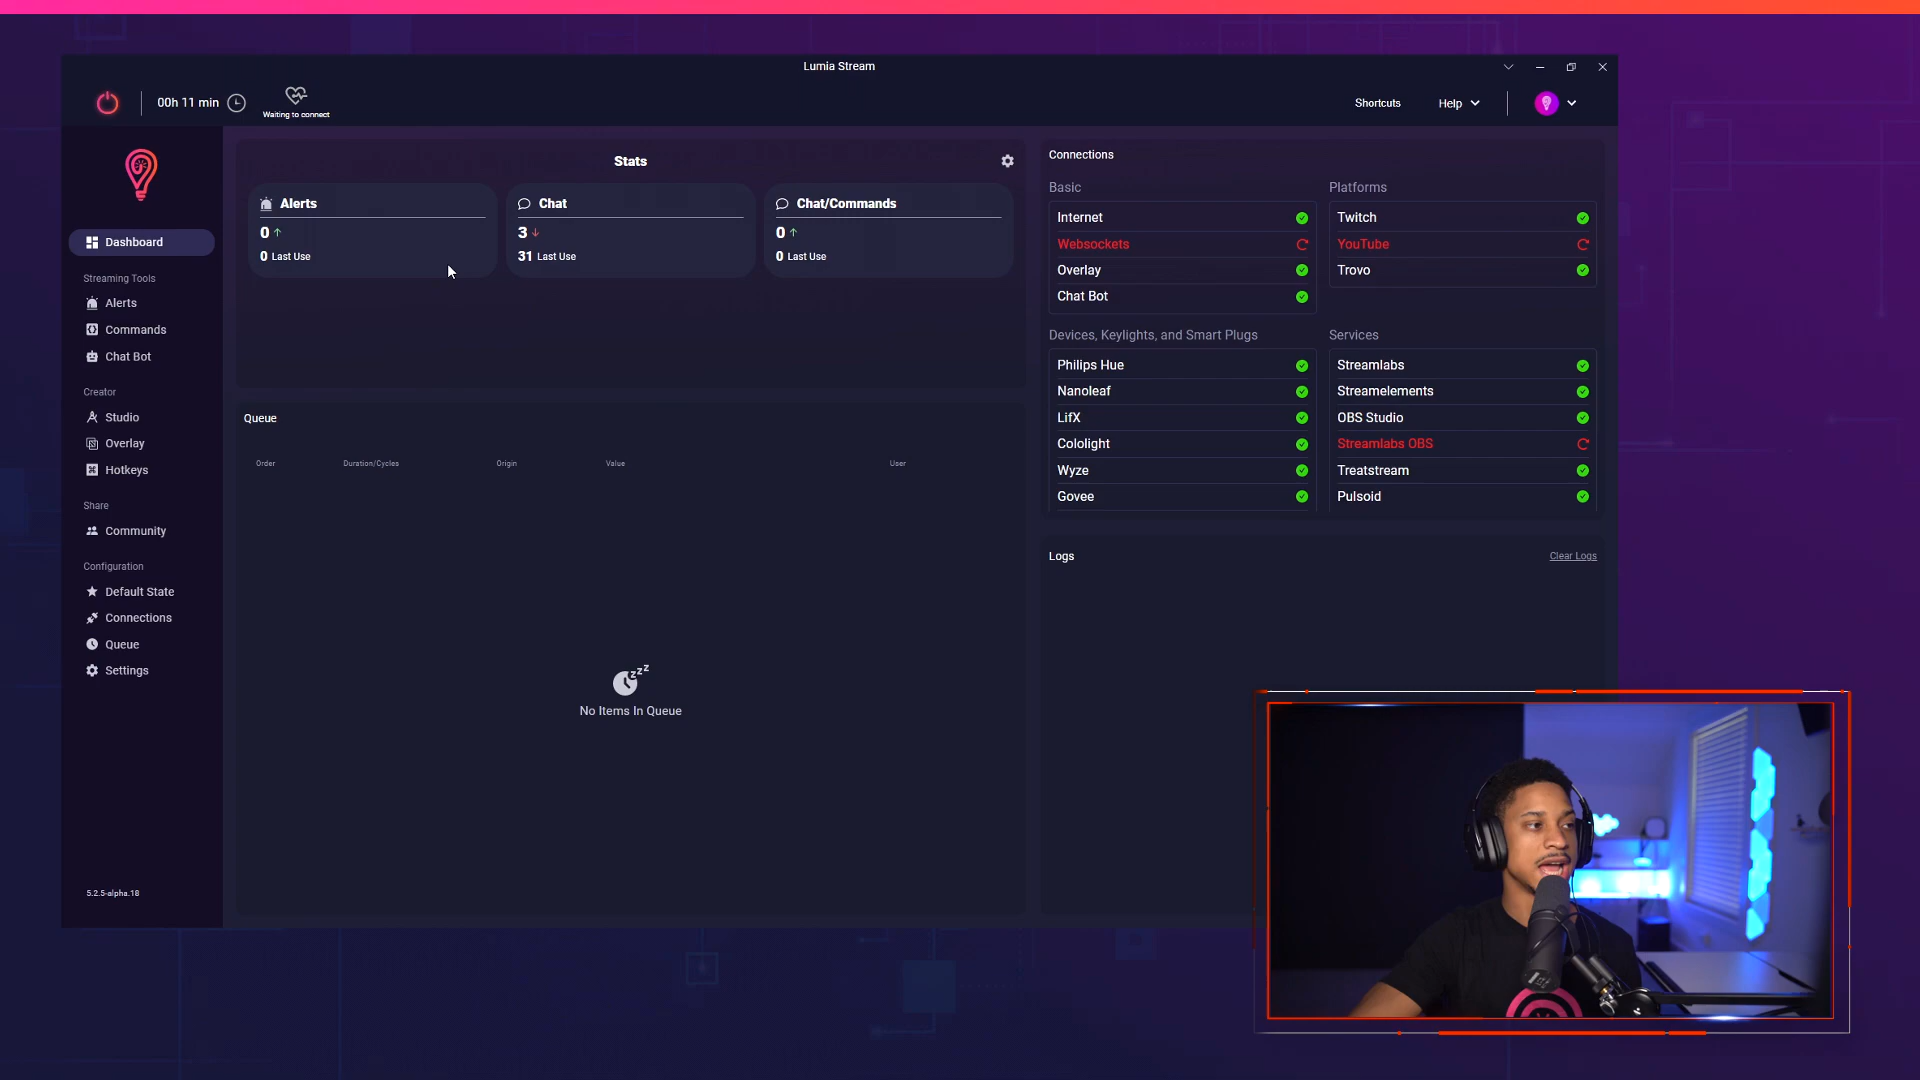 Lumia Stream
00h 11 min
Waiting to connect
Shortcuts
Help
Dashboard
Streaming Tools
Alerts
Commands
Chat Bot
Creator
Studio
Overlay
Hotkeys
Share
Community
Configuration
Default State
Connections
Queue
Settings
5.2.5-alpha.18
Stats
Alerts
0 ↑
0 Last Use
Chat
3 ↓
31 Last Use
Chat/Commands
0 ↑
0 Last Use
Queue
Order Duration/Cycles Origin Value User
zzz
No Items In Queue
Connections
Basic
Internet
Websockets
Overlay
Chat Bot
Platforms
Twitch
YouTube
Trovo
Devices, Keylights, and Smart Plugs
Philips Hue
Nanoleaf
LifX
Cololight
Wyze
Govee
Services
Streamlabs
Streamelements
OBS Studio
Streamlabs OBS
Treatstream
Pulsoid
Logs
Clear Logs